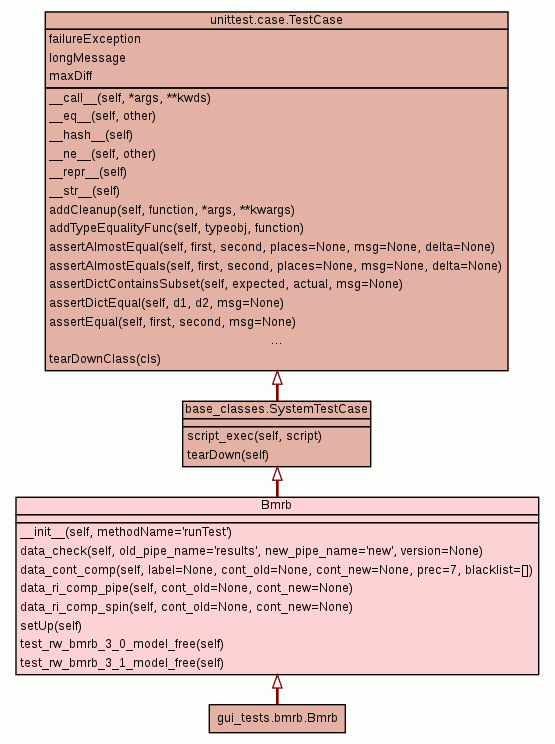 unittest.case.TestCase
failureException
longMessage
maxDiff
__call__(self, *args, **kwds)
__eq__(self, other)
__hash__(self)
__ne__(self, other)
__repr__(self)
__str__(self)
addCleanup(self, function, *args, **kwargs)
addTypeEqualityFunc(self, typeobj, function)
assertAlmostEqual(self, first, second, places=None, msg=None, delta=None)
assertAlmostEquals(self, first, second, places=None, msg=None, delta=None)
assertDictContainsSubset(self, expected, actual, msg=None)
assertDictEqual(self, d1, d2, msg=None)
assertEqual(self, first, second, msg=None)
...
tearDownClass(cls)
base_classes.SystemTestCase
script_exec(self, script)
tearDown(self)
Bmrb
__init__(self, methodName='runTest')
data_check(self, old_pipe_name='results', new_pipe_name='new', version=None)
data_cont_comp(self, label=None, cont_old=None, cont_new=None, prec=7, blacklist=[])
data_ri_comp_pipe(self, cont_old=None, cont_new=None)
data_ri_comp_spin(self, cont_old=None, cont_new=None)
setUp(self)
test_rw_bmrb_3_0_model_free(self)
test_rw_bmrb_3_1_model_free(self)
gui_tests.bmrb.Bmrb